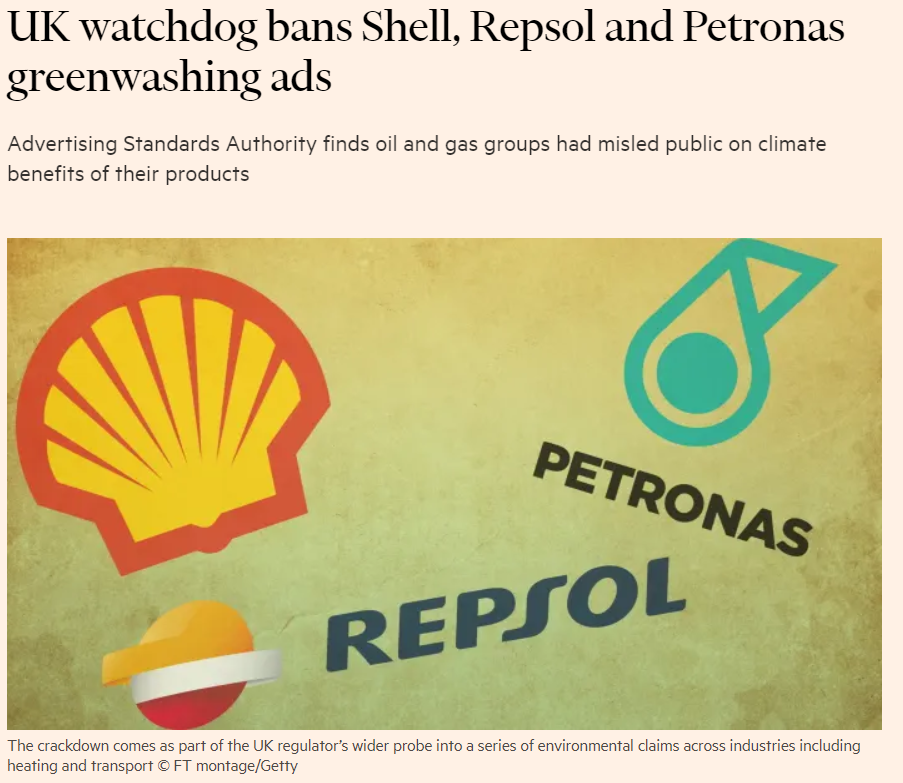 UK watchdog bans Shell, Repsol and Petronas
greenwashing ads
Advertising Standards Authority finds oil and gas groups had misled public on climate
benefits of their products
PETRONAS
REPSOL
The crackdown comes as part of the UK regulator’s wider probe into a series of environmental claims across industries including
heating and transport © FT montage/Getty